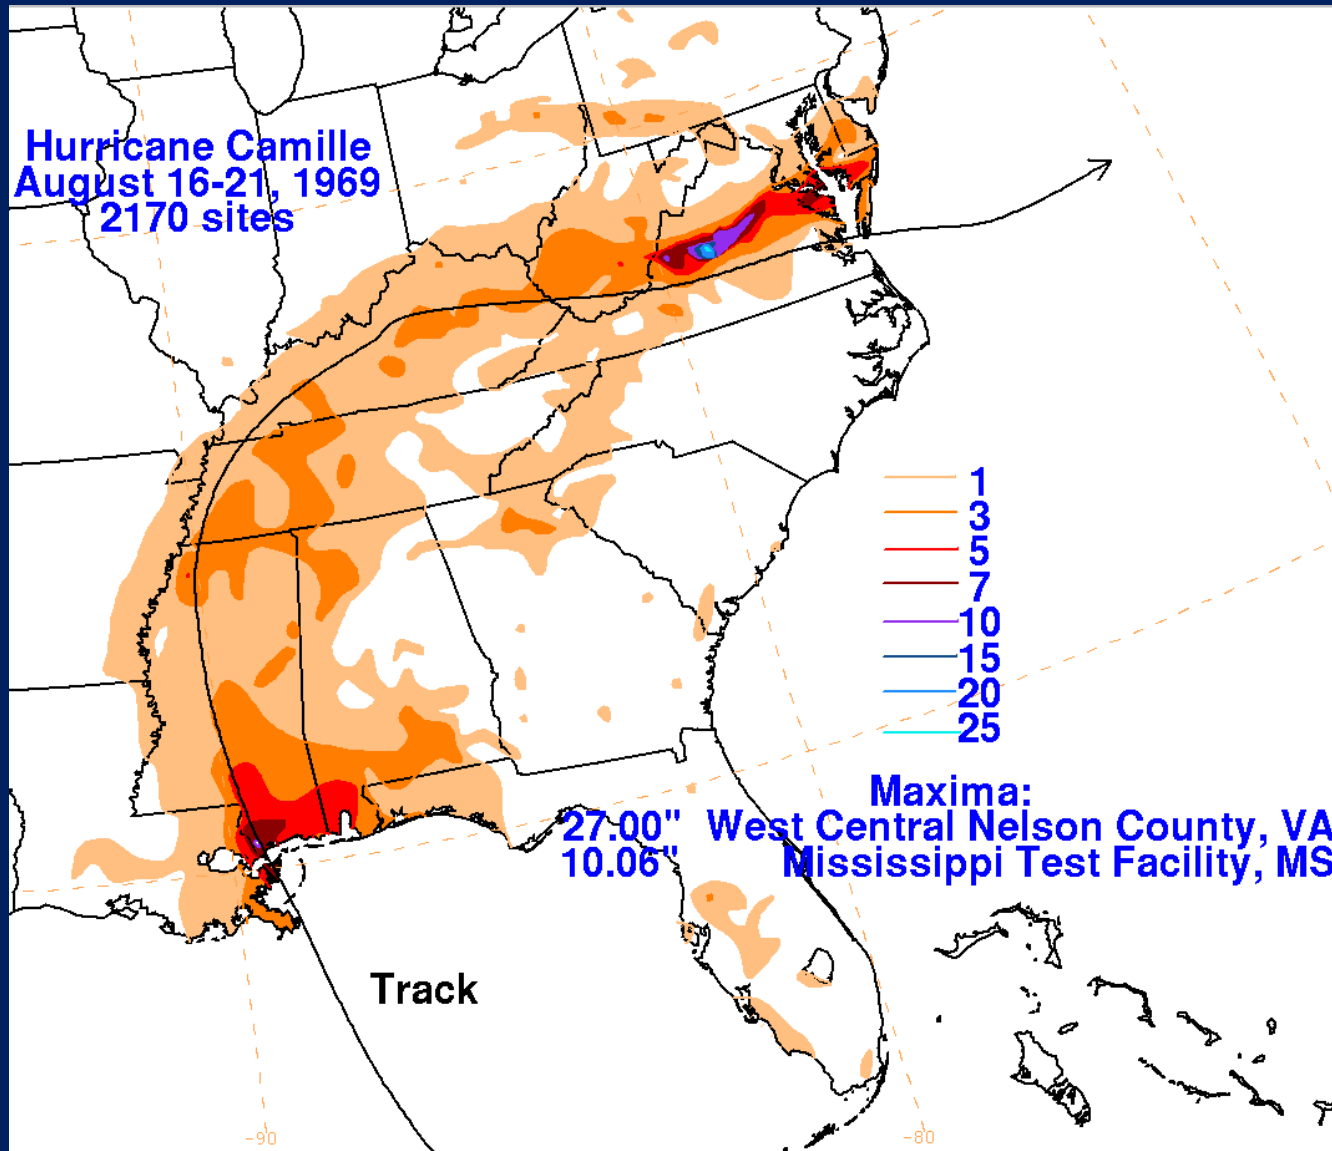 Hurricane Camille
August 16-21, 1969
2170 sites
1
3
5
7
10
15
20
25
Maxima:
27.00" West Central Nelson County, VA
10.06" Mississippi Test Facility, MS
Track
-90
-80